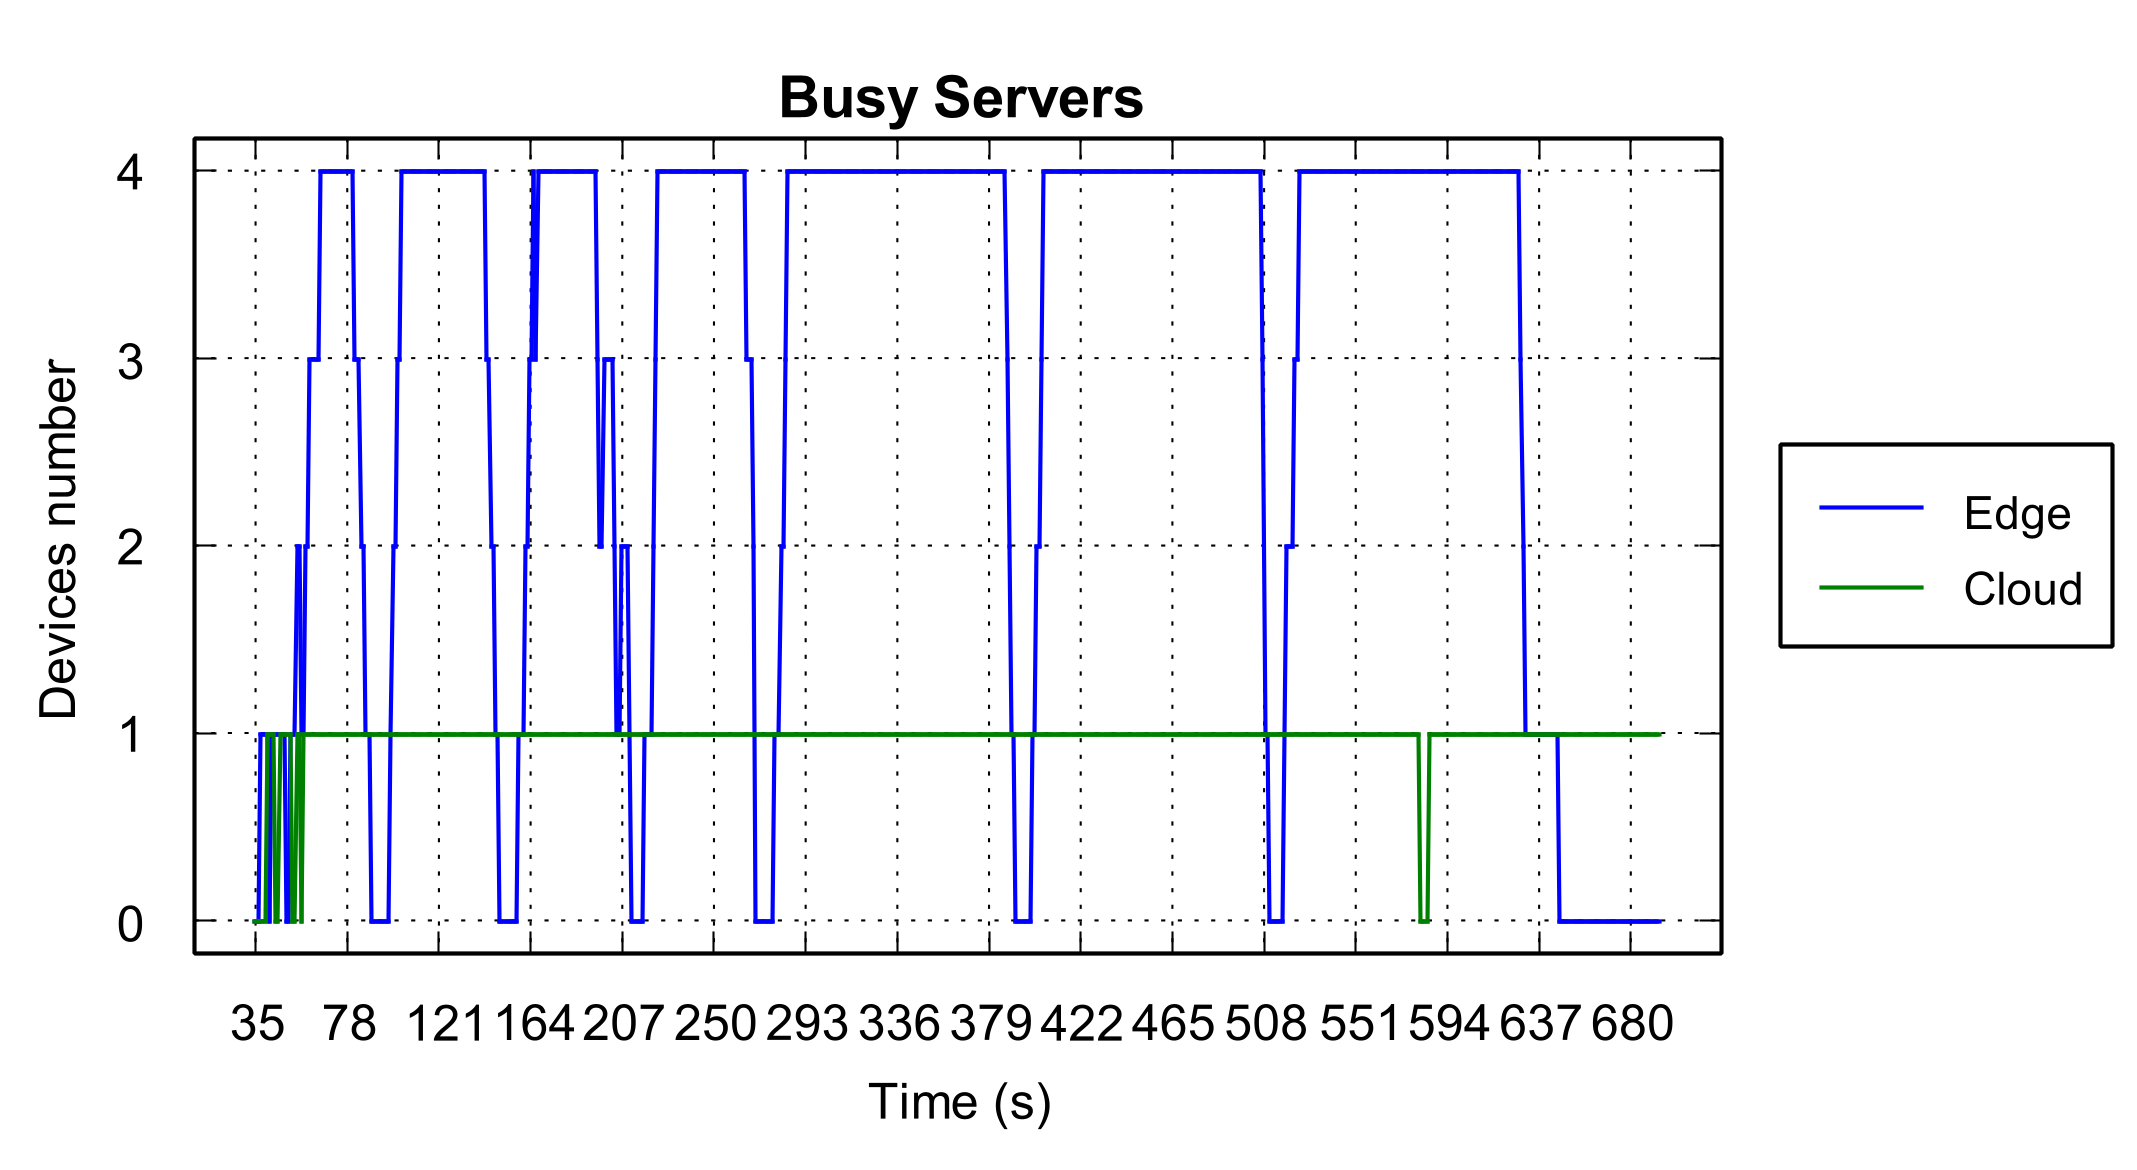 Busy Servers
4
3
2
1
0
Devices number
35 78 121 164 207 250 293 336 379 422 465 508 551 594 637 680
Time (s)
Edge
Cloud